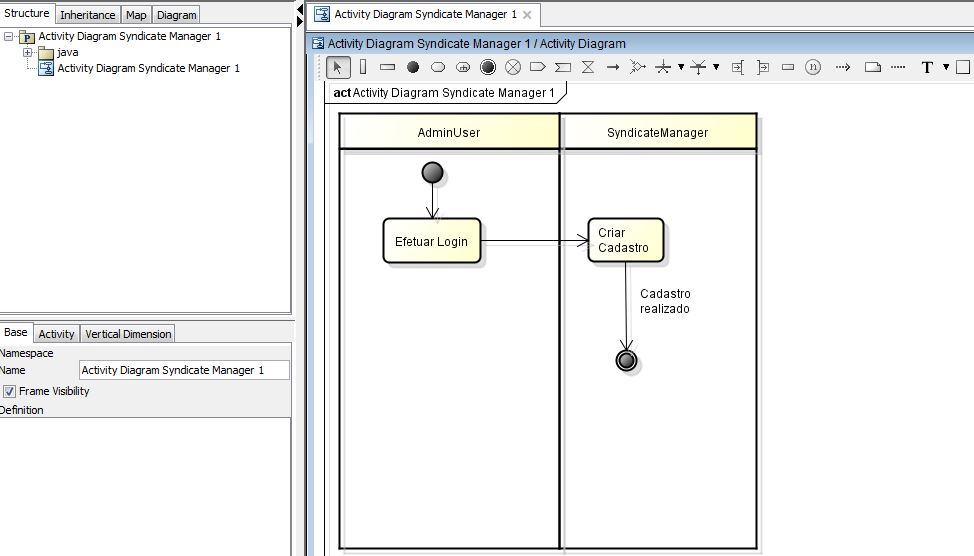 Structure Inheritance Map Diagram
Activity Diagram Syndicate Manager 1
P Activity Diagram Syndicate Manager 1
java
Activity Diagram Syndicate Manager 1
Activity Diagram Syndicate Manager 1 / Activity Diagram
n T
act Activity Diagram Syndicate Manager 1
AdminUser SyndicateManager
Efetuar Login
Criar
Cadastro
Cadastro
realizado
Base Activity Vertical Dimension
Namespace
Name Activity Diagram Syndicate Manager 1
Frame Visibility
Definition